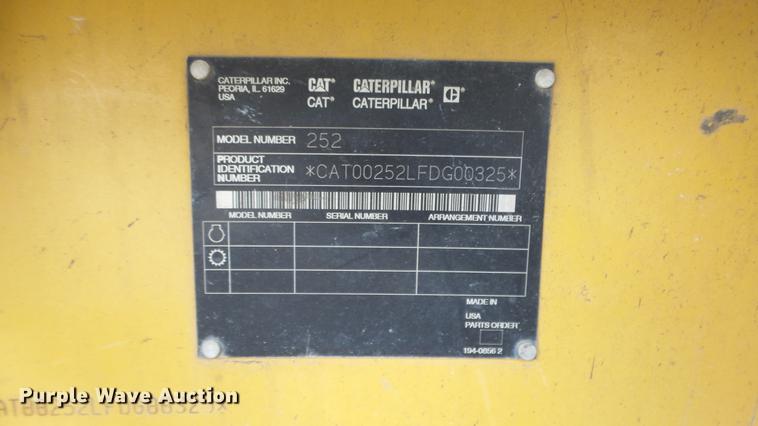 CATERPILLAR INC.
PEORIA, IL 61629
USA
CAT® CATERPILLAR®
CAT® CATERPILLAR®
MODEL NUMBER 252
PRODUCT
IDENTIFICATION
NUMBER
*CAT00252LFDG00325*
MODEL NUMBER SERIAL NUMBER ARRANGEMENT NUMBER
MADE IN
USA
PARTS ORDER
194-0856 2
Purple Wave Auction